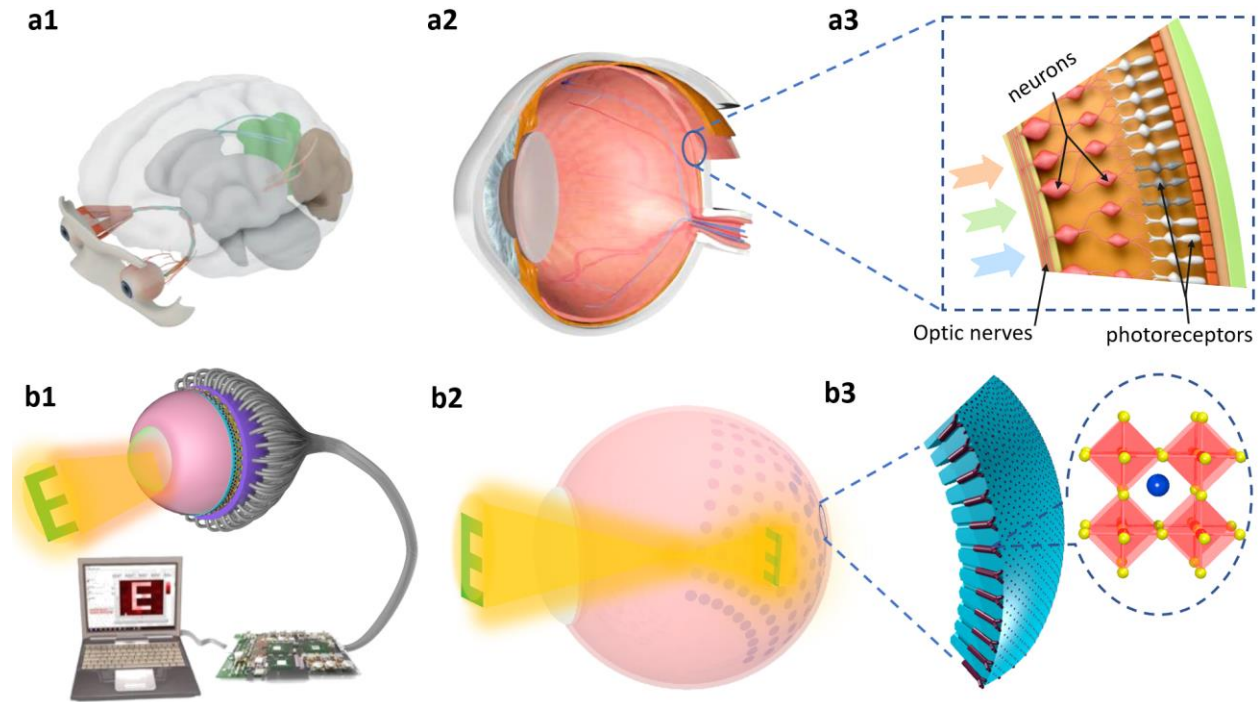 a1
a2
a3
neurons
Optic nerves
photoreceptors
b1
b2
b3
E
E
E
E